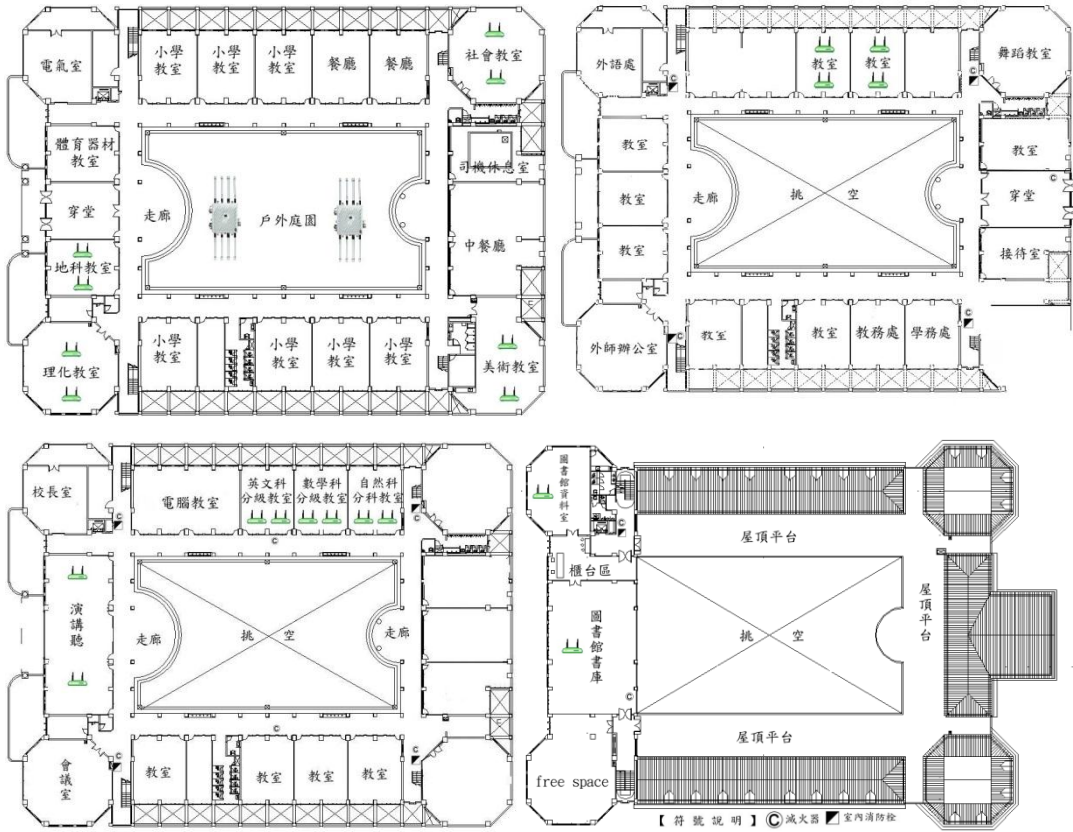 電氣室
小學
教室
小學
教室
小學
教室
餐廳
餐廳
社會教室
體育器材
教室
穿堂
走廊
戶外庭園
司機休息室
中餐廳
地科教室
理化教室
小學
教室
小學
教室
小學
教室
小學
教室
美術教室
外語處
教室
教室
舞蹈教室
教室
教室
教室
走廊
挑空
教室
穿堂
接待室
外師辦公室
教室
教室
教務處
學務處
校長室
電腦教室
英文科
分級教室
數學科
分級教室
自然科
分科教室
演講聽
走廊
挑空
走廊
會議室
教室
教室
教室
教室
圖書館資料室
櫃台區
圖書館書庫
free space
屋頂平台
挑空
屋頂平台
屋頂平台
【符號說明】 Ⓒ滅火器 室內消防栓